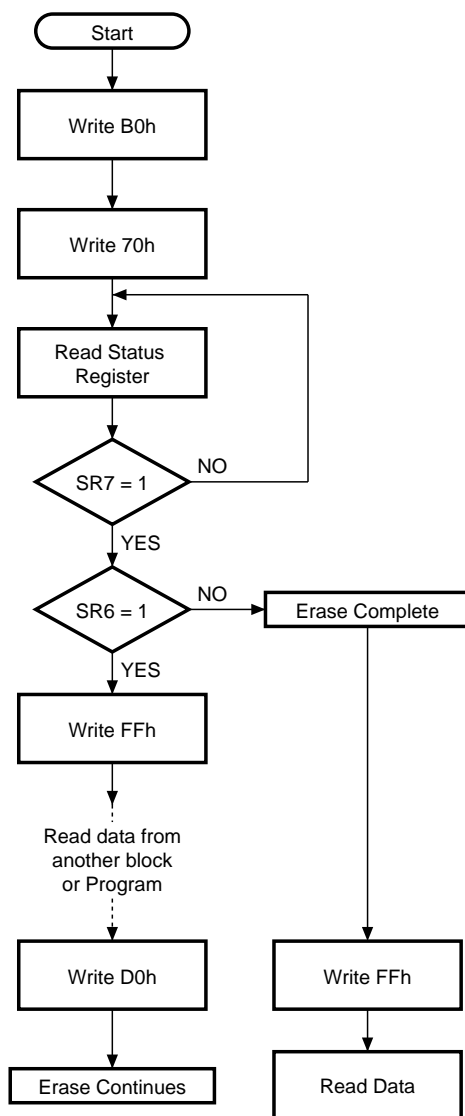 Start
Write B0h
Write 70h
Read Status
Register
SR7 = 1
NO
YES
SR6 = 1
NO
Erase Complete
YES
Write FFh
Read data from
another block
or Program
Write D0h
Write FFh
Erase Continues
Read Data